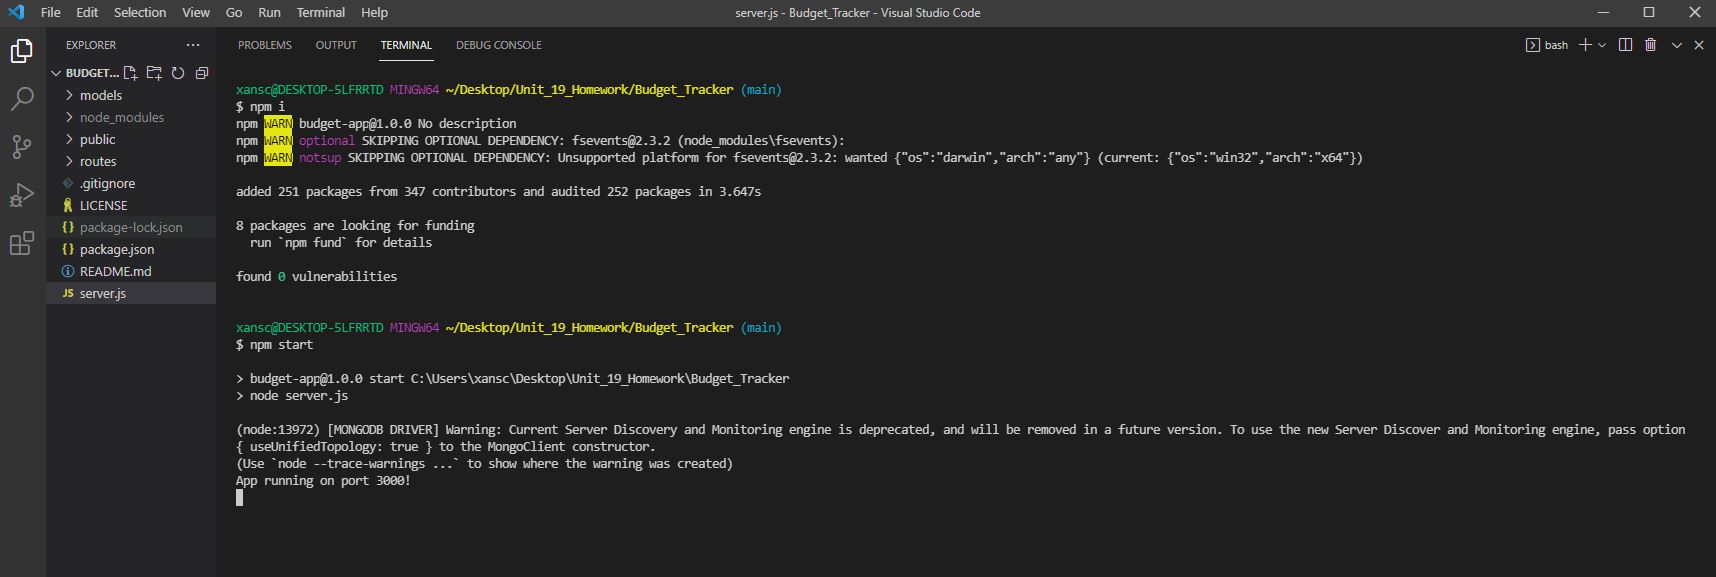 File Edit Selection View Go Run Terminal Help
server.js - Budget_Tracker - Visual Studio Code
EXPLORER
BUDGET...
models
node_modules
public
routes
.gitignore
LICENSE
package-lock.json
package.json
README.md
JS server.js
PROBLEMS OUTPUT TERMINAL DEBUG CONSOLE
bash
xansc@DESKTOP-5LFRRTD MINGW64 ~/Desktop/Unit_19_Homework/Budget_Tracker (main)
$ npm i
npm WARN budget-app@1.0.0 No description
npm WARN optional SKIPPING OPTIONAL DEPENDENCY: fsevents@2.3.2 (node_modules\fsevents):
npm WARN notsup SKIPPING OPTIONAL DEPENDENCY: Unsupported platform for fsevents@2.3.2: wanted {"os":"darwin","arch":"any"} (current: {"os":"win32","arch":"x64"})
added 251 packages from 347 contributors and audited 252 packages in 3.647s
8 packages are looking for funding
run `npm fund` for details
found 0 vulnerabilities
xansc@DESKTOP-5LFRRTD MINGW64 ~/Desktop/Unit_19_Homework/Budget_Tracker (main)
$ npm start
> budget-app@1.0.0 start C:\Users\xansc\Desktop\Unit_19_Homework\Budget_Tracker
> node server.js
(node:13972) [MONGODB DRIVER] Warning: Current Server Discovery and Monitoring engine is deprecated, and will be removed in a future version. To use the new Server Discover and Monitoring engine, pass option
{ useUnifiedTopology: true } to the MongoClient constructor.
(Use `node --trace-warnings ...` to show where the warning was created)
App running on port 3000!